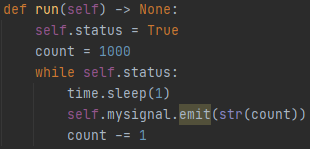 def run(self) -> None:
    self.status = True
    count = 1000
    while self.status:
        time.sleep(1)
        self.mysignal.emit(str(count))
        count -= 1